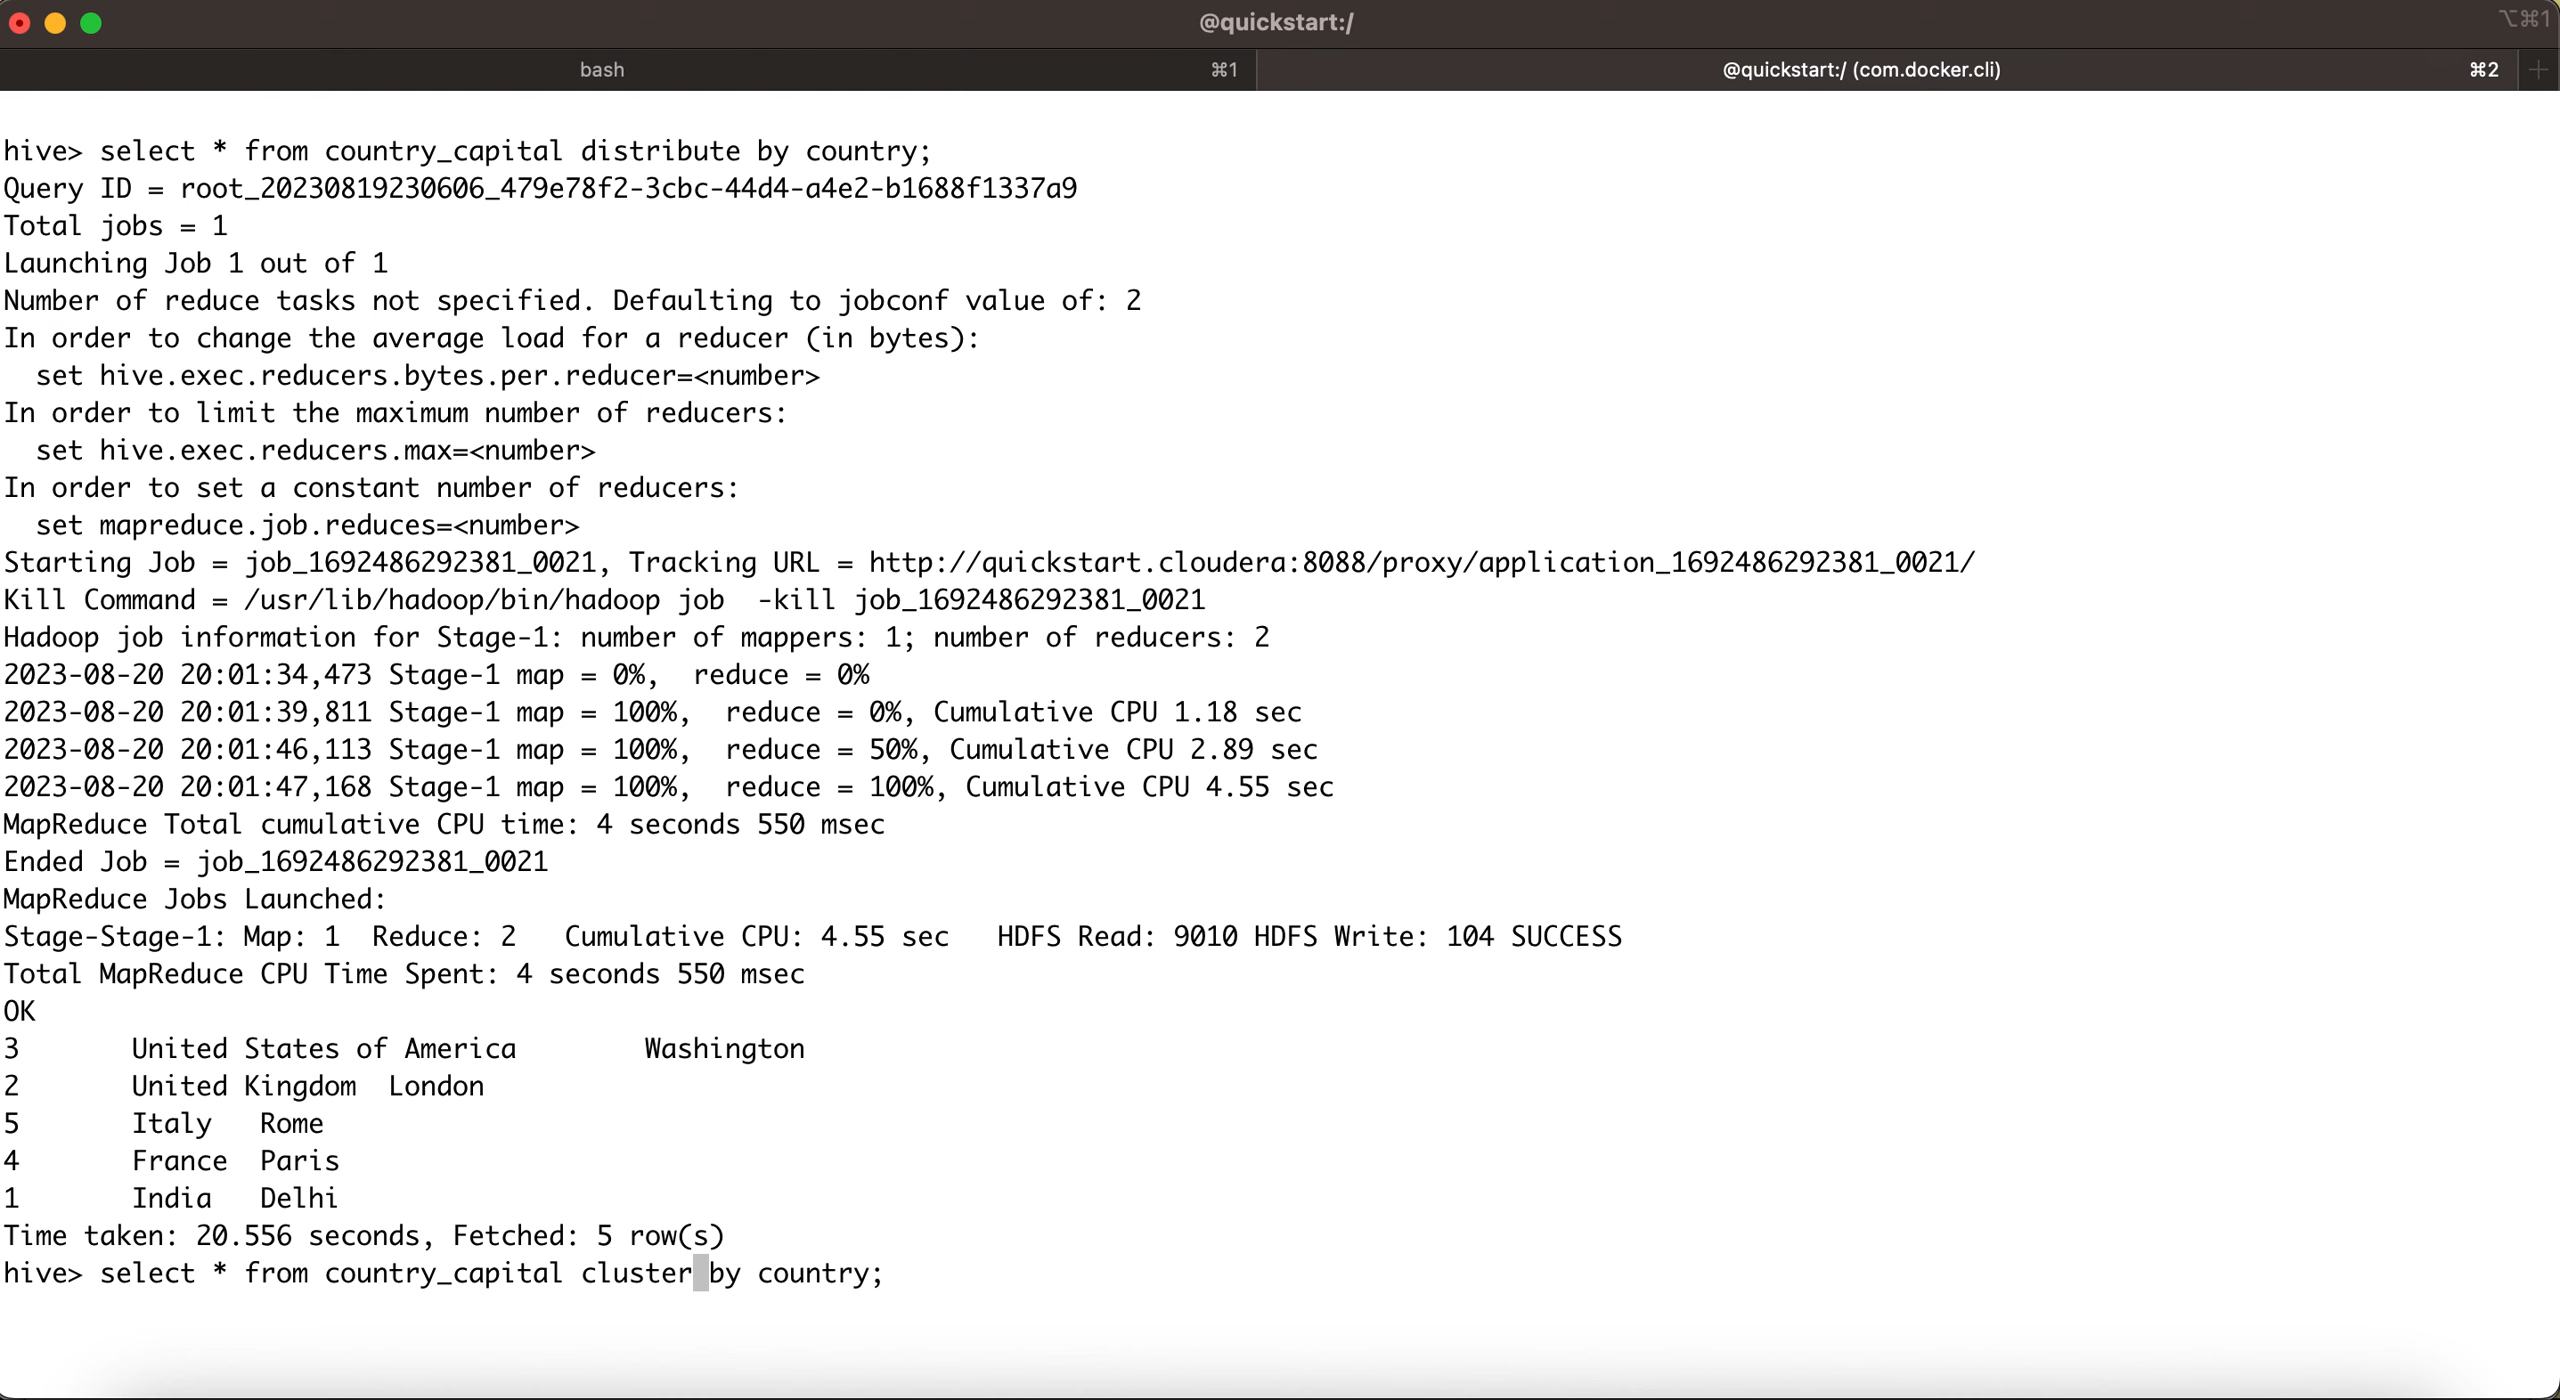 @quickstart:/
⌥⌘1
bash ⌘1 @quickstart:/ (com.docker.cli) ⌘2 +
hive> select * from country_capital distribute by country;
Query ID = root_20230819230606_479e78f2-3cbc-44d4-a4e2-b1688f1337a9
Total jobs = 1
Launching Job 1 out of 1
Number of reduce tasks not specified. Defaulting to jobconf value of: 2
In order to change the average load for a reducer (in bytes):
  set hive.exec.reducers.bytes.per.reducer=<number>
In order to limit the maximum number of reducers:
  set hive.exec.reducers.max=<number>
In order to set a constant number of reducers:
  set mapreduce.job.reduces=<number>
Starting Job = job_1692486292381_0021, Tracking URL = http://quickstart.cloudera:8088/proxy/application_1692486292381_0021/
Kill Command = /usr/lib/hadoop/bin/hadoop job  -kill job_1692486292381_0021
Hadoop job information for Stage-1: number of mappers: 1; number of reducers: 2
2023-08-20 20:01:34,473 Stage-1 map = 0%,  reduce = 0%
2023-08-20 20:01:39,811 Stage-1 map = 100%,  reduce = 0%, Cumulative CPU 1.18 sec
2023-08-20 20:01:46,113 Stage-1 map = 100%,  reduce = 50%, Cumulative CPU 2.89 sec
2023-08-20 20:01:47,168 Stage-1 map = 100%,  reduce = 100%, Cumulative CPU 4.55 sec
MapReduce Total cumulative CPU time: 4 seconds 550 msec
Ended Job = job_1692486292381_0021
MapReduce Jobs Launched:
Stage-Stage-1: Map: 1  Reduce: 2   Cumulative CPU: 4.55 sec   HDFS Read: 9010 HDFS Write: 104 SUCCESS
Total MapReduce CPU Time Spent: 4 seconds 550 msec
OK
3       United States of America        Washington
2       United Kingdom  London
5       Italy   Rome
4       France  Paris
1       India   Delhi
Time taken: 20.556 seconds, Fetched: 5 row(s)
hive> select * from country_capital cluster by country;